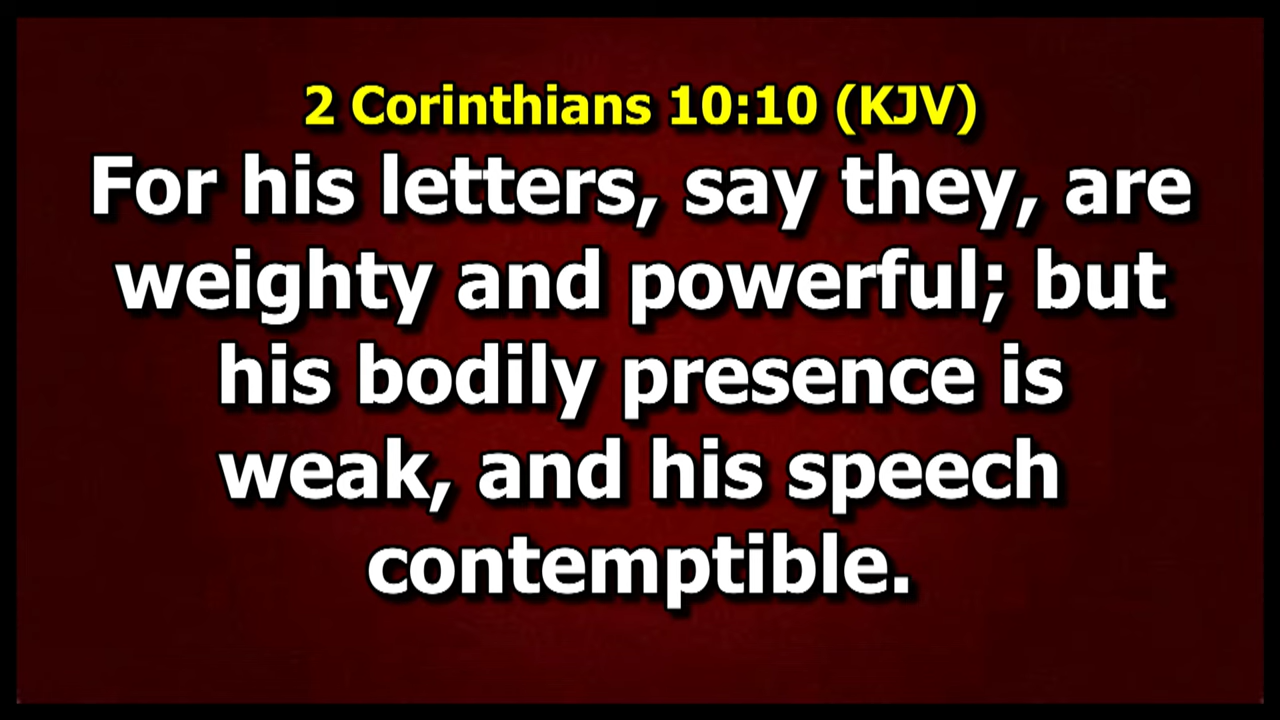 2 Corinthians 10:10 (KJV)
For his letters, say they, are
weighty and powerful; but
his bodily presence is
weak, and his speech
contemptible.